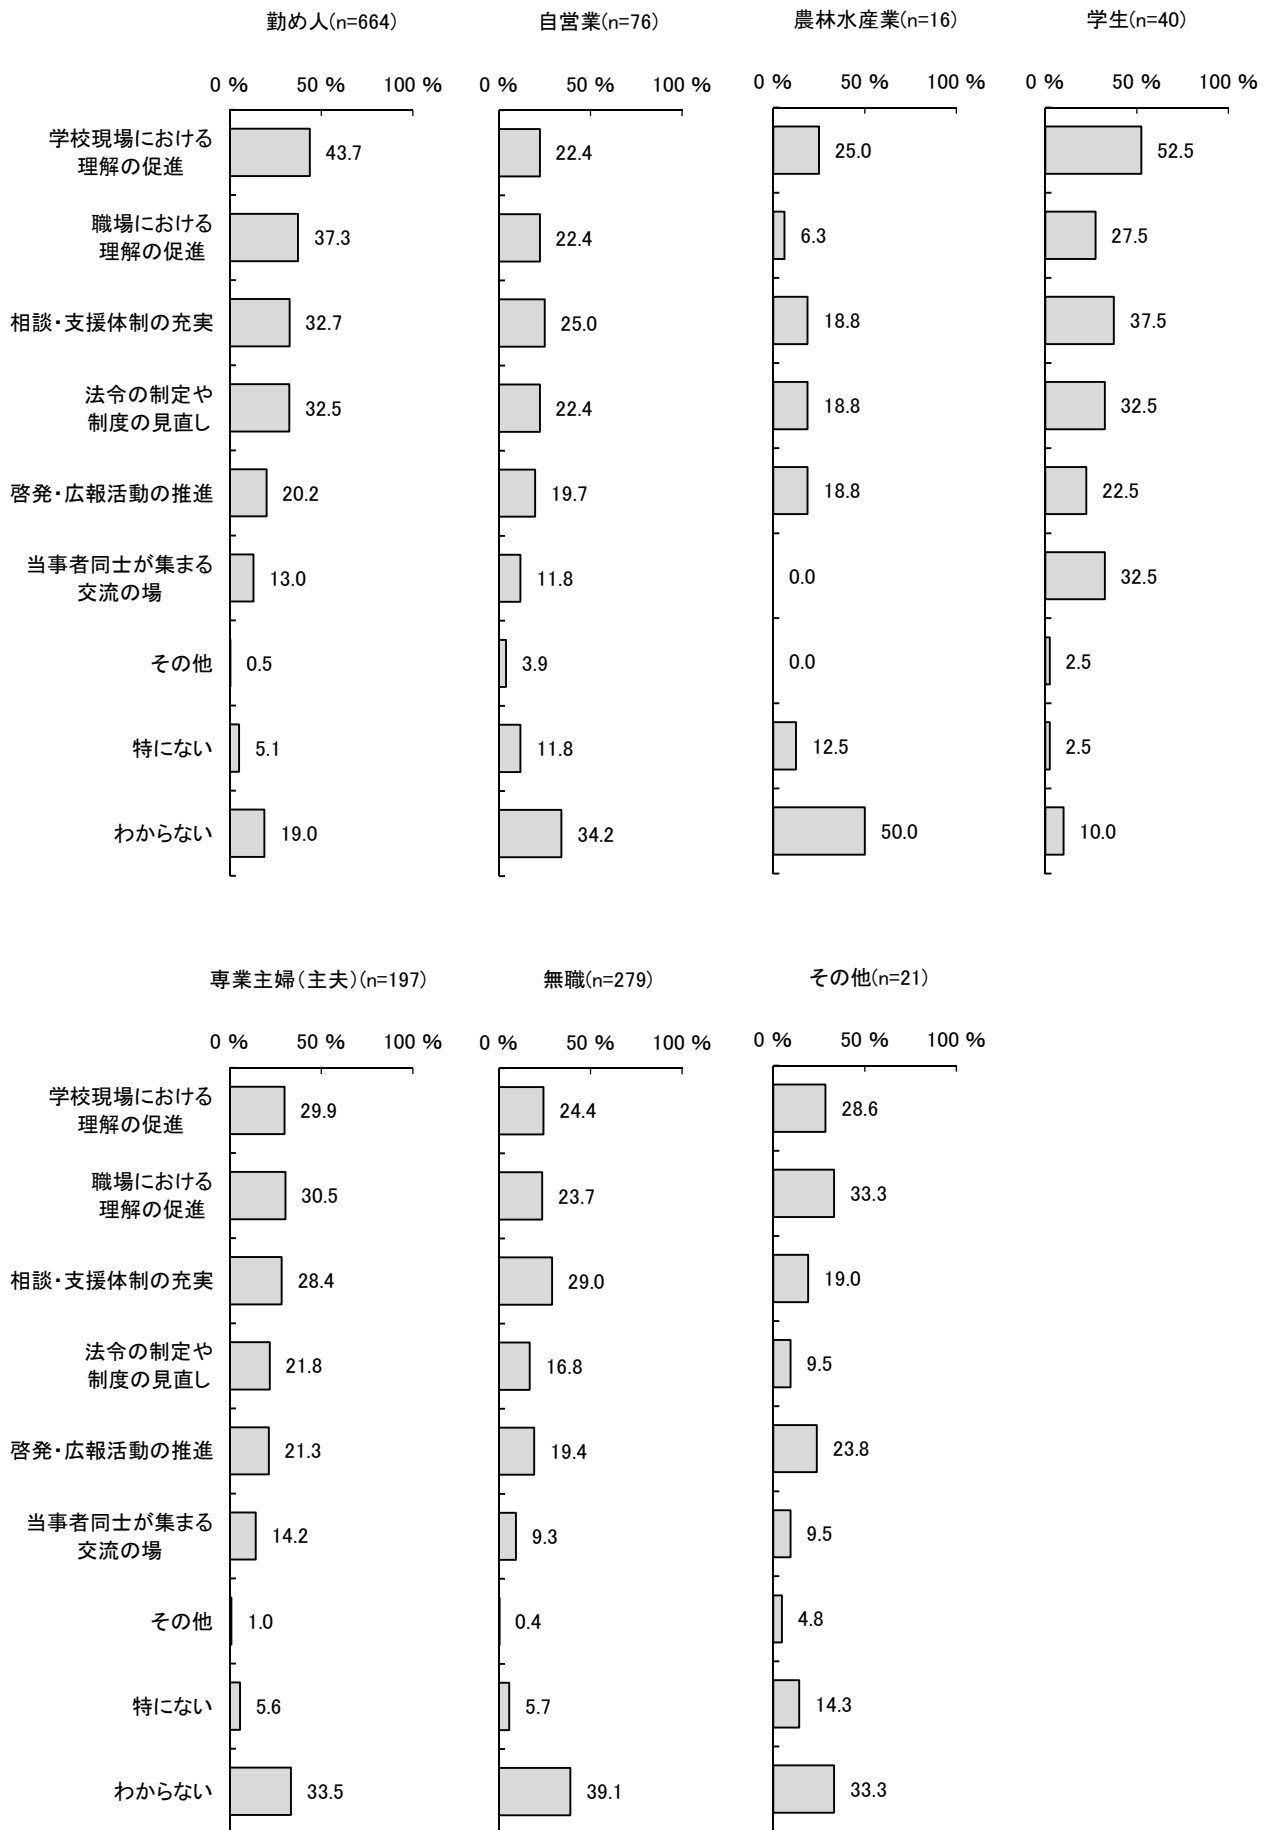 勤め人(n=664) 自営業(n=76) 農林水産業(n=16) 学生(n=40)
0 % 50 % 100 % 0 % 50 % 100 % 0 % 50 % 100 % 0 % 50 % 100 %
学校現場における
理解の促進
43.7 22.4 25.0 52.5
職場における
理解の促進
37.3 22.4 6.3 27.5
相談・支援体制の充実 32.7 25.0 18.8 37.5
法令の制定や
制度の見直し
32.5 22.4 18.8 32.5
啓発・広報活動の推進 20.2 19.7 18.8 22.5
当事者同士が集まる
交流の場
13.0 11.8 0.0 32.5
その他 0.5 3.9 0.0 2.5
特にない 5.1 11.8 12.5 2.5
わからない 19.0 34.2 50.0 10.0
専業主婦(主夫)(n=197) 無職(n=279) その他(n=21)
0 % 50 % 100 % 0 % 50 % 100 % 0 % 50 % 100 %
学校現場における
理解の促進
29.9 24.4 28.6
職場における
理解の促進
30.5 23.7 33.3
相談・支援体制の充実 28.4 29.0 19.0
法令の制定や
制度の見直し
21.8 16.8 9.5
啓発・広報活動の推進 21.3 19.4 23.8
当事者同士が集まる
交流の場
14.2 9.3 9.5
その他 1.0 0.4 4.8
特にない 5.6 5.7 14.3
わからない 33.5 39.1 33.3